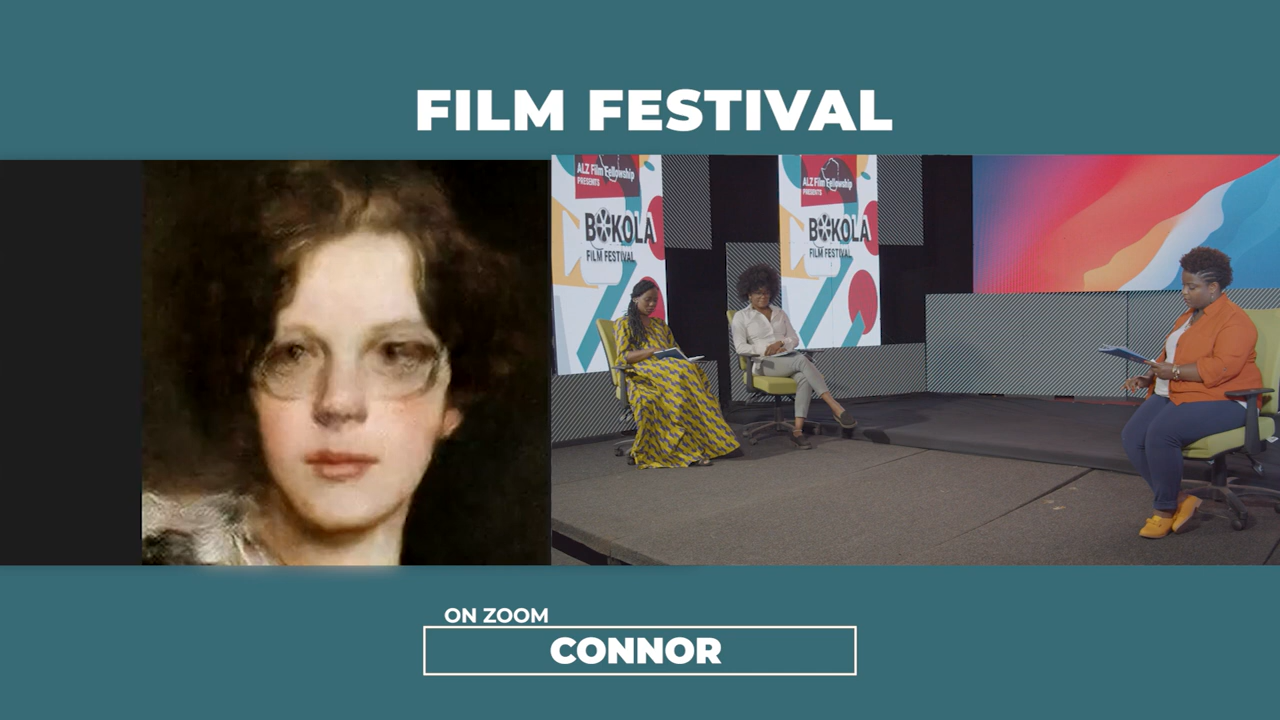 FILM FESTIVAL
ALZ Film Fellowship
PRESENTS
BOKOLA
FILM FESTIVAL
ALZ Film Fellowship
PRESENTS
BOKOLA
FILM FESTIVAL
ON ZOOM
CONNOR